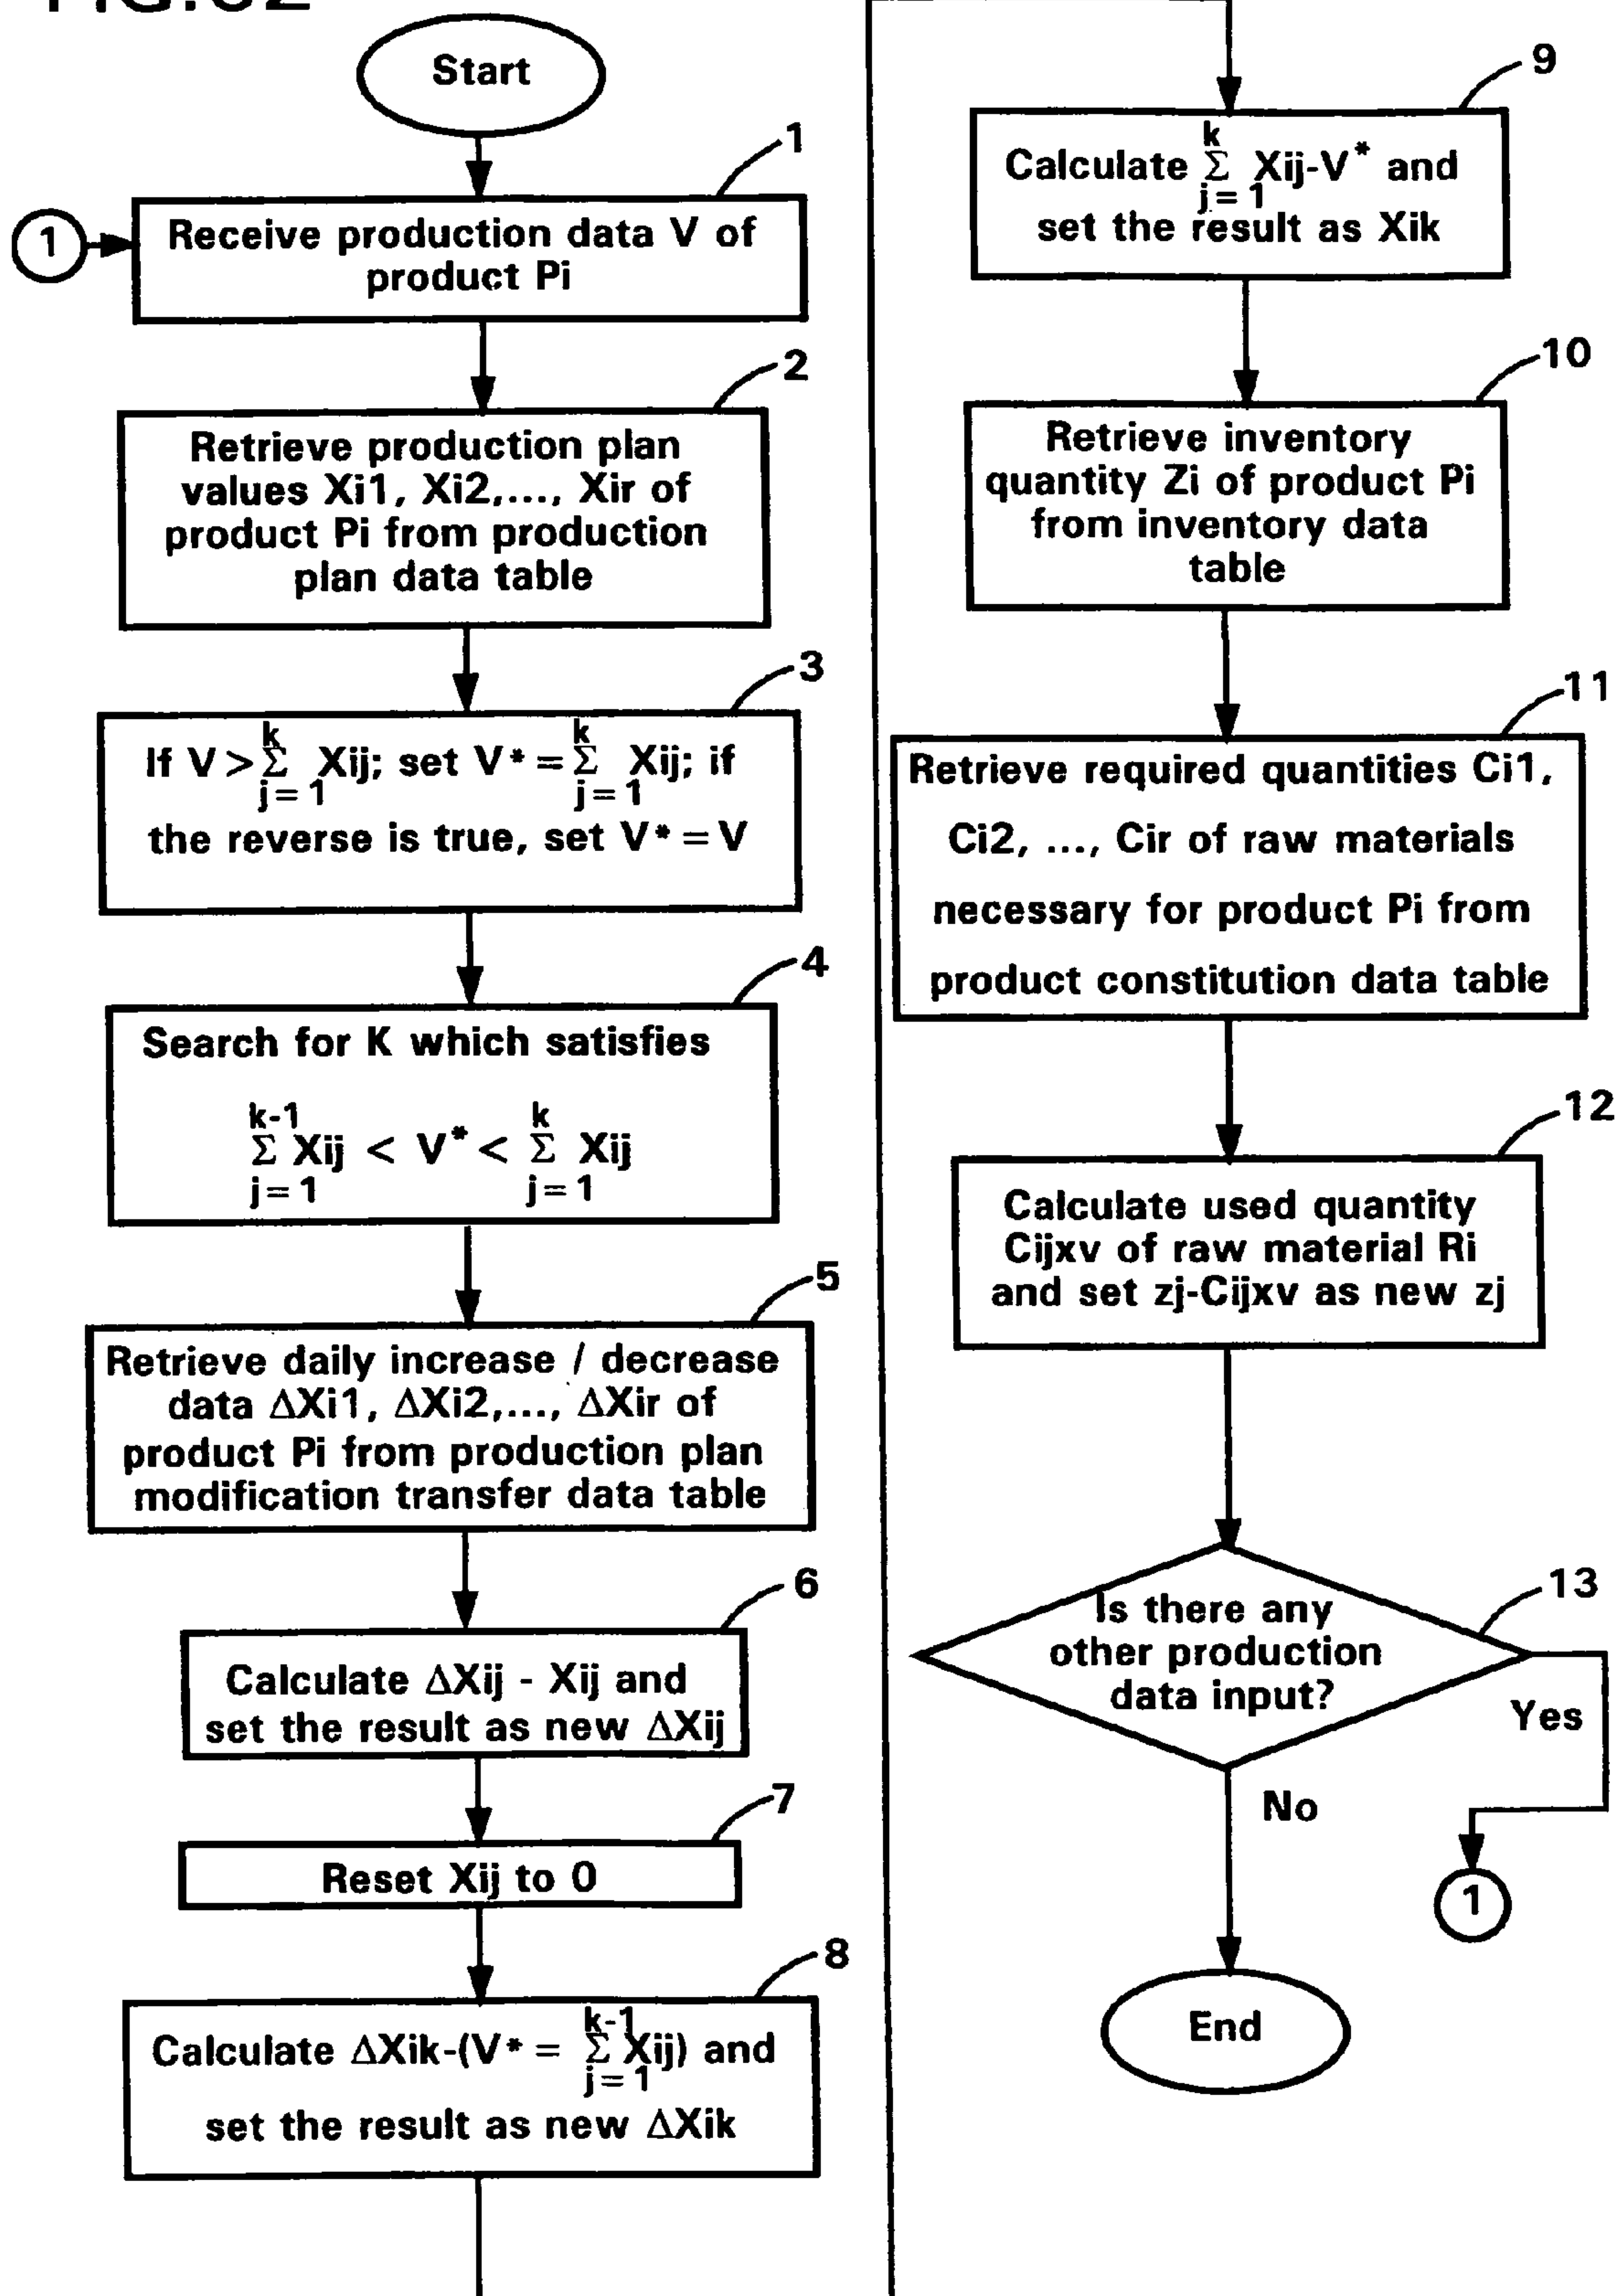 Start
1
1
Receive production data V of
product Pi
2
Retrieve production plan
values Xi1, Xi2,..., Xir of
product Pi from production
plan data table
3
If V > k Σ j=1 Xij; set V* = k Σ j=1 Xij; if
the reverse is true, set V* = V
4
Search for K which satisfies
k-1 Σ j=1 Xij < V* < k Σ j=1 Xij
5
Retrieve daily increase / decrease
data ΔXi1, ΔXi2,..., ΔXir of
product Pi from production plan
modification transfer data table
6
Calculate ΔXij - Xij and
set the result as new ΔXij
7
Reset Xij to 0
8
Calculate ΔXik-(V* = k-1 Σ j=1 Xij) and
set the result as new ΔXik
9
Calculate k Σ j=1 Xij-V* and
set the result as Xik
10
Retrieve inventory
quantity Zi of product Pi
from inventory data
table
11
Retrieve required quantities Ci1,
Ci2, ..., Cir of raw materials
necessary for product Pi from
product constitution data table
12
Calculate used quantity
Cijxv of raw material Ri
and set zj-Cijxv as new zj
13
Is there any
other production
data input?
Yes
No
1
End